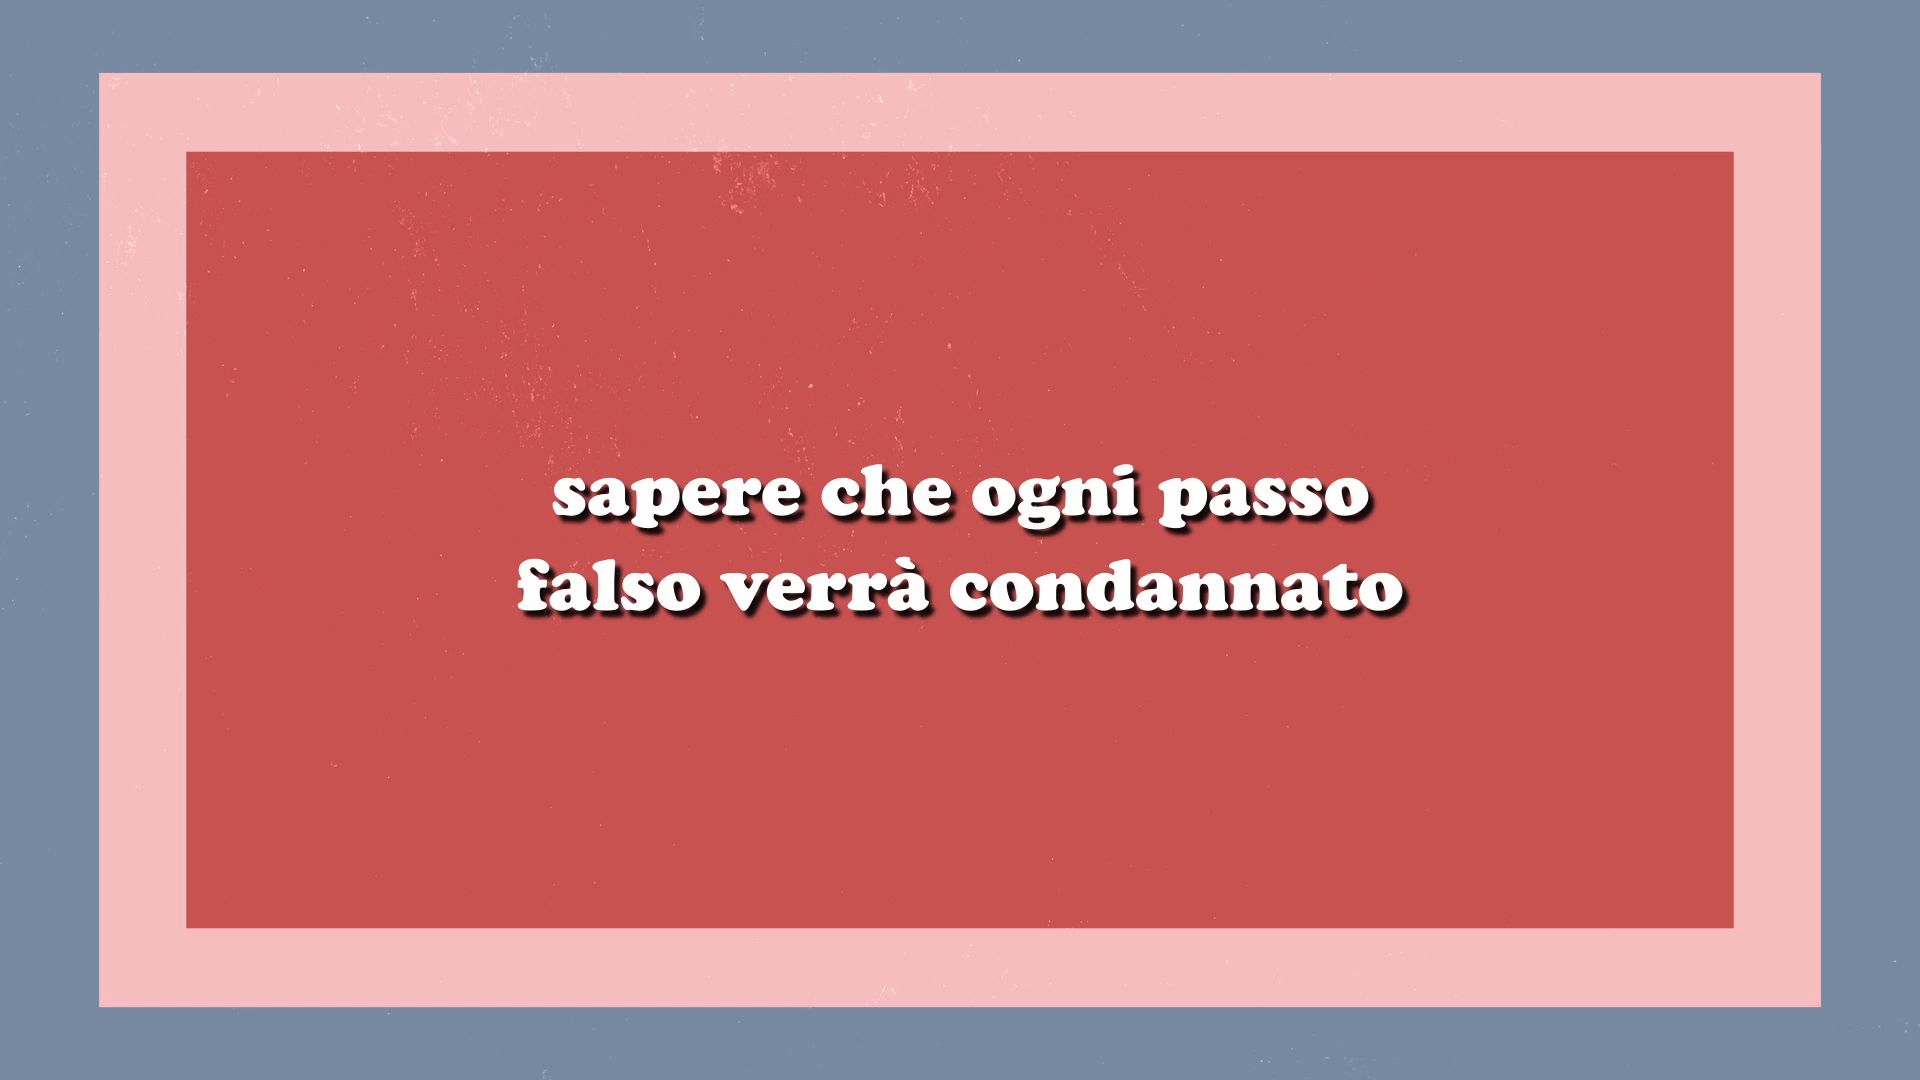 sapere che ogni passo
falso verrà condannato